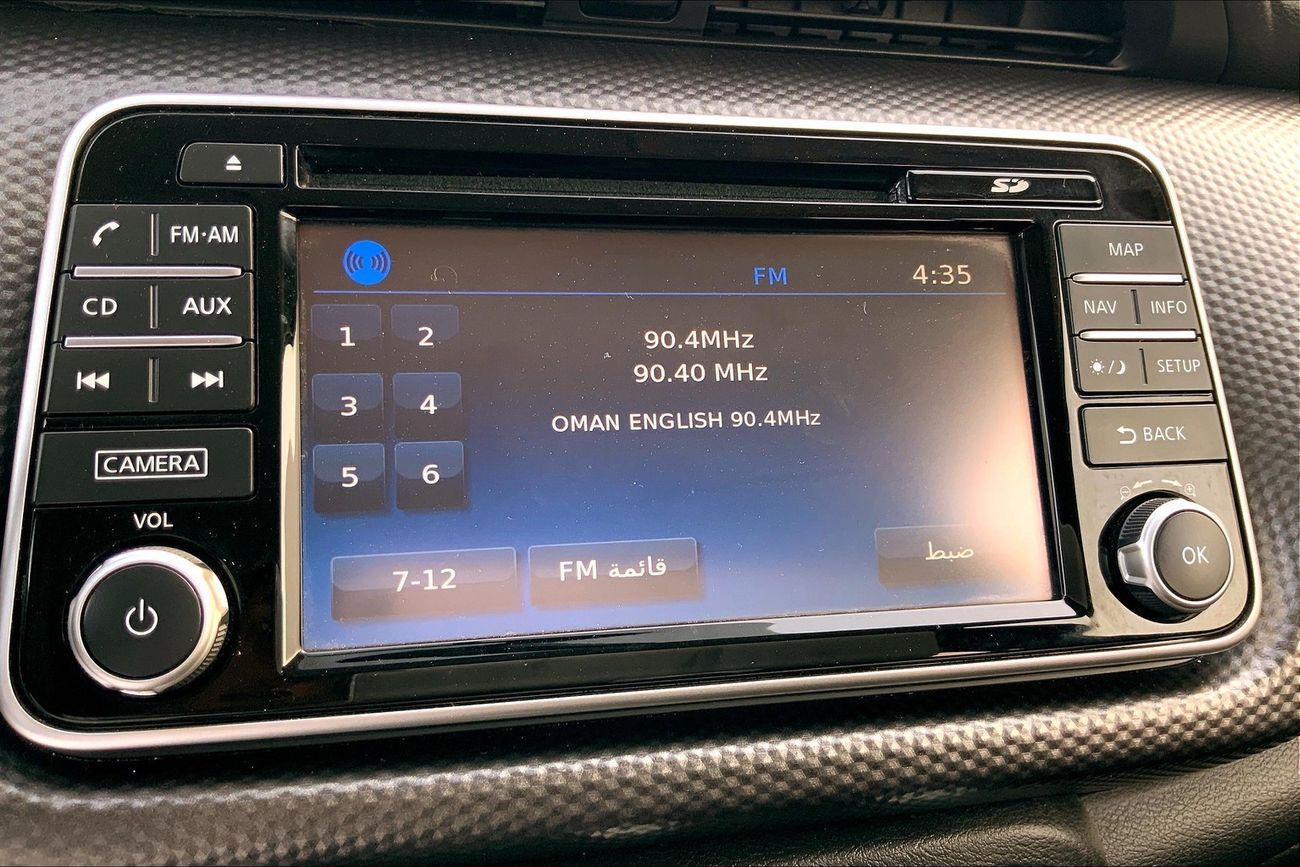 SD
FM·AM
CD
AUX
CAMERA
VOL
FM
4:35
1
2
3
4
5
6
90.4MHz
90.40 MHz
OMAN ENGLISH 90.4MHz
7-12
قائمة FM
ضبط
MAP
NAV
INFO
SETUP
BACK
OK